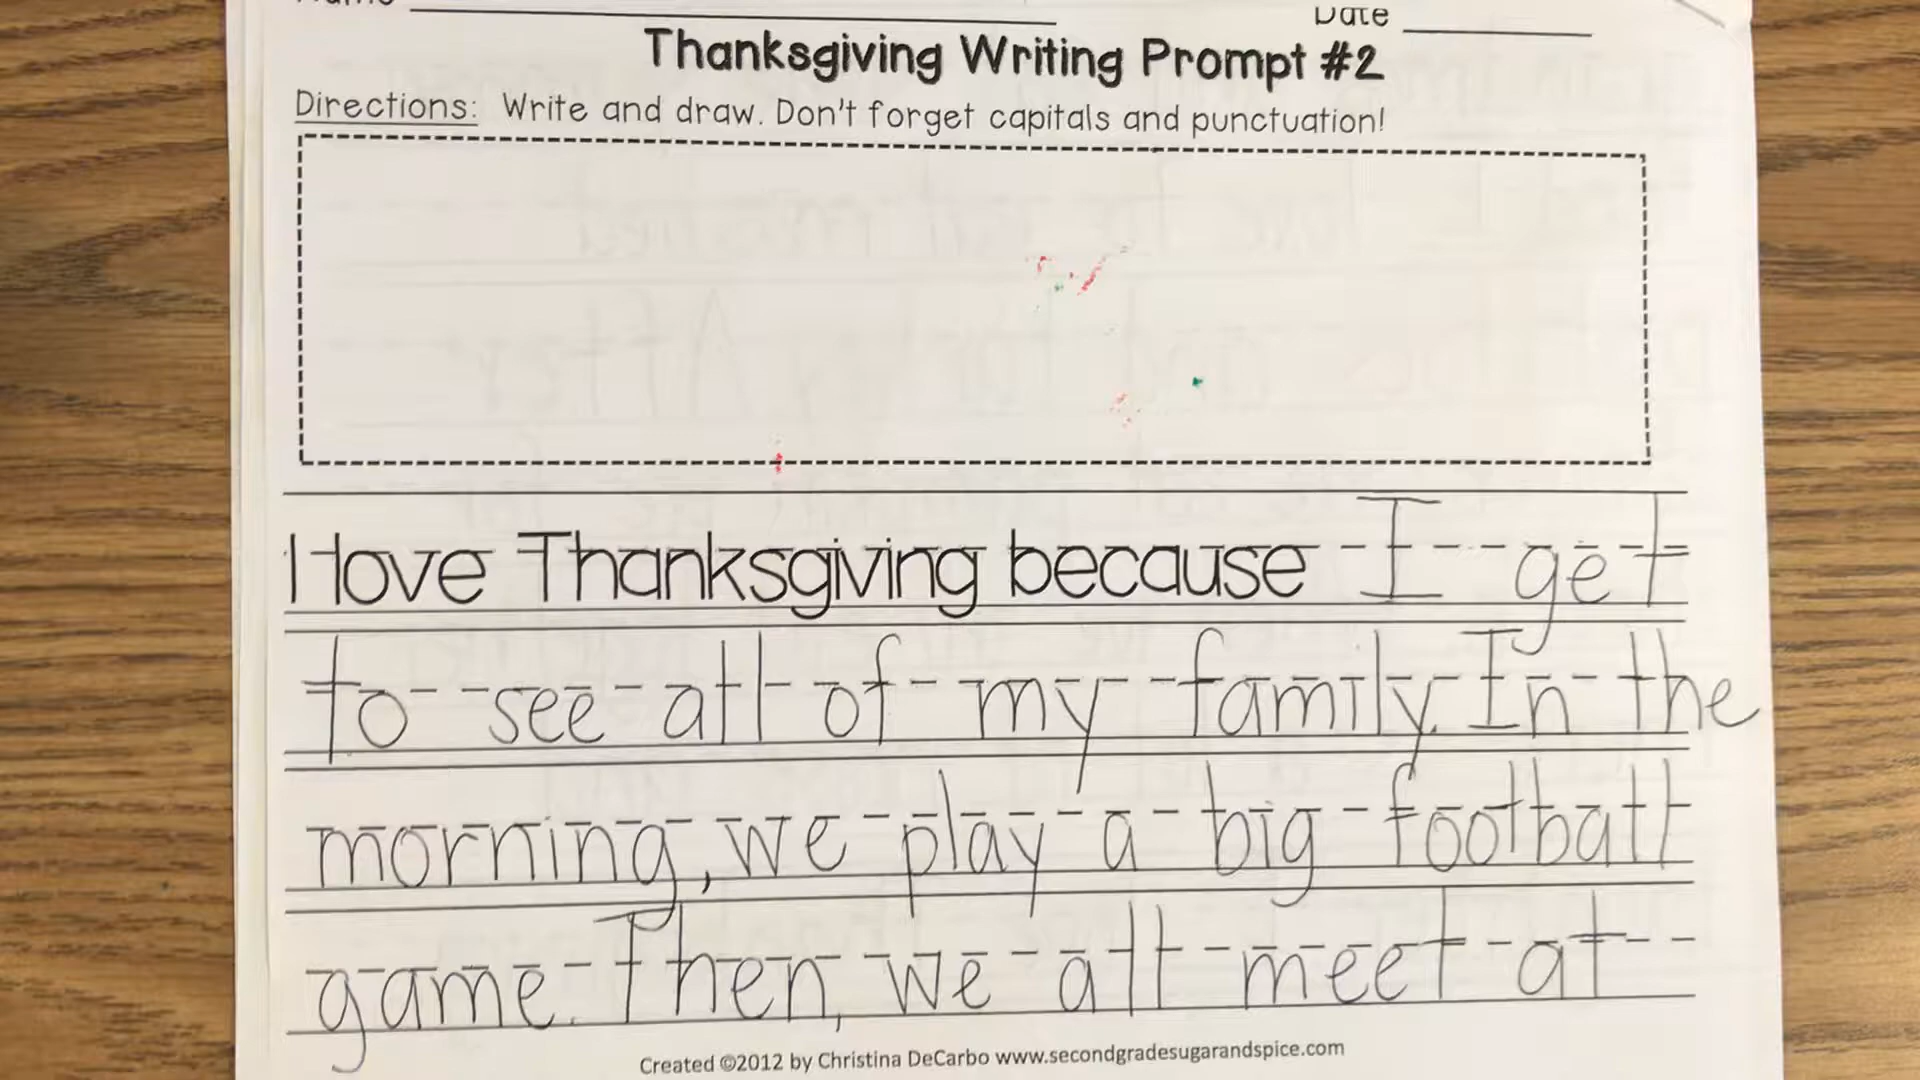 Name
Date
Thanksgiving Writing Prompt #2
Directions: Write and draw. Don't forget capitals and punctuation!
I love Thanksgiving because I get
to see all of my family. In the
morning, we play a big football
game. Then, we all meet at
Created ©2012 by Christina DeCarbo www.secondgradesugarandspice.com